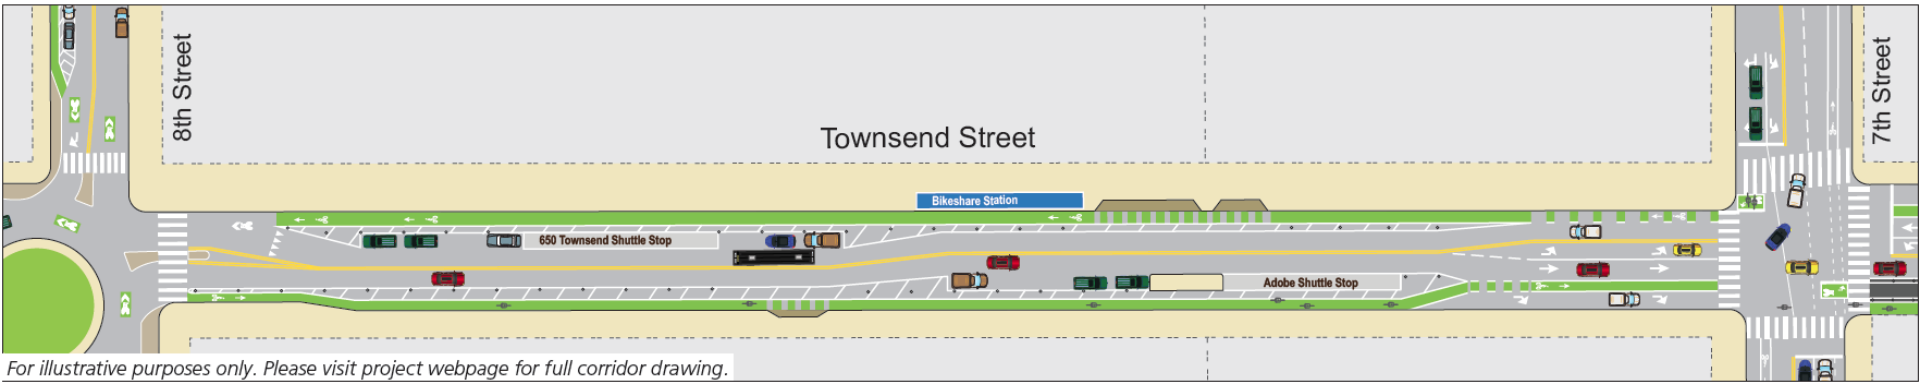 8th Street
Townsend Street
7th Street
Bikeshare Station
650 Townsend Shuttle Stop
Adobe Shuttle Stop
For illustrative purposes only. Please visit project webpage for full corridor drawing.